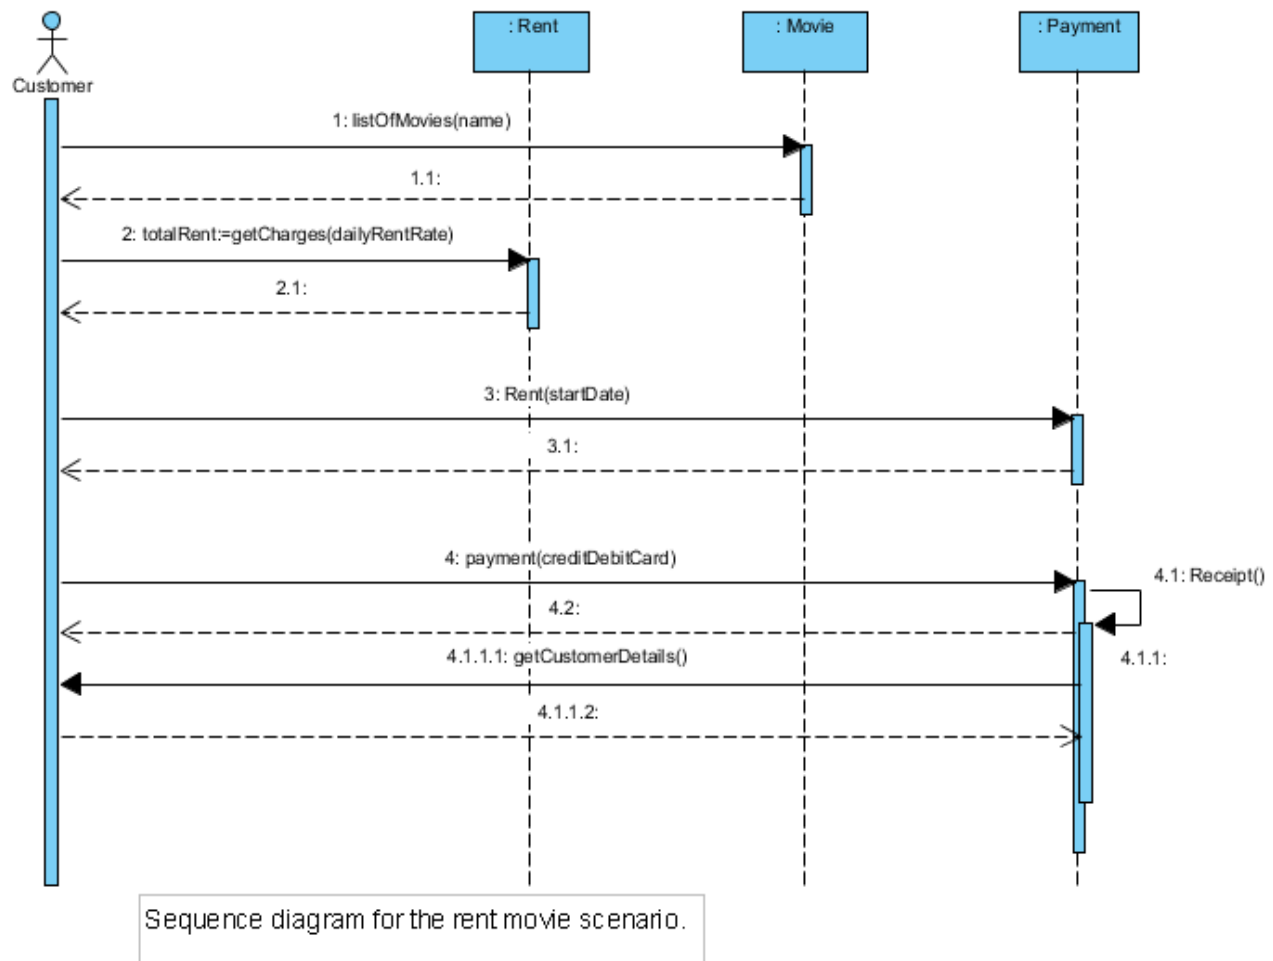 : Rent
: Movie
: Payment
Customer
1: listOfMovies(name)
1.1:
2: totalRent:=getCharges(dailyRentRate)
2.1:
3: Rent(startDate)
3.1:
4: payment(creditDebitCard)
4.1: Receipt()
4.2:
4.1.1.1: getCustomerDetails()
4.1.1:
4.1.1.2:
Sequence diagram for the rent movie scenario.